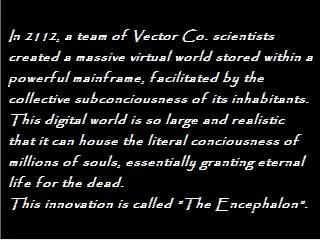 In 2112, a team of Vector Co. scientists
created a massive virtual world stored within a
powerful mainframe, facilitated by the
collective subconciousness of its inhabitants.
This digital world is so large and realistic
that it can house the literal conciousness of
millions of souls, essentially granting eternal
life for the dead.
This innovation is called "The Encephalon".